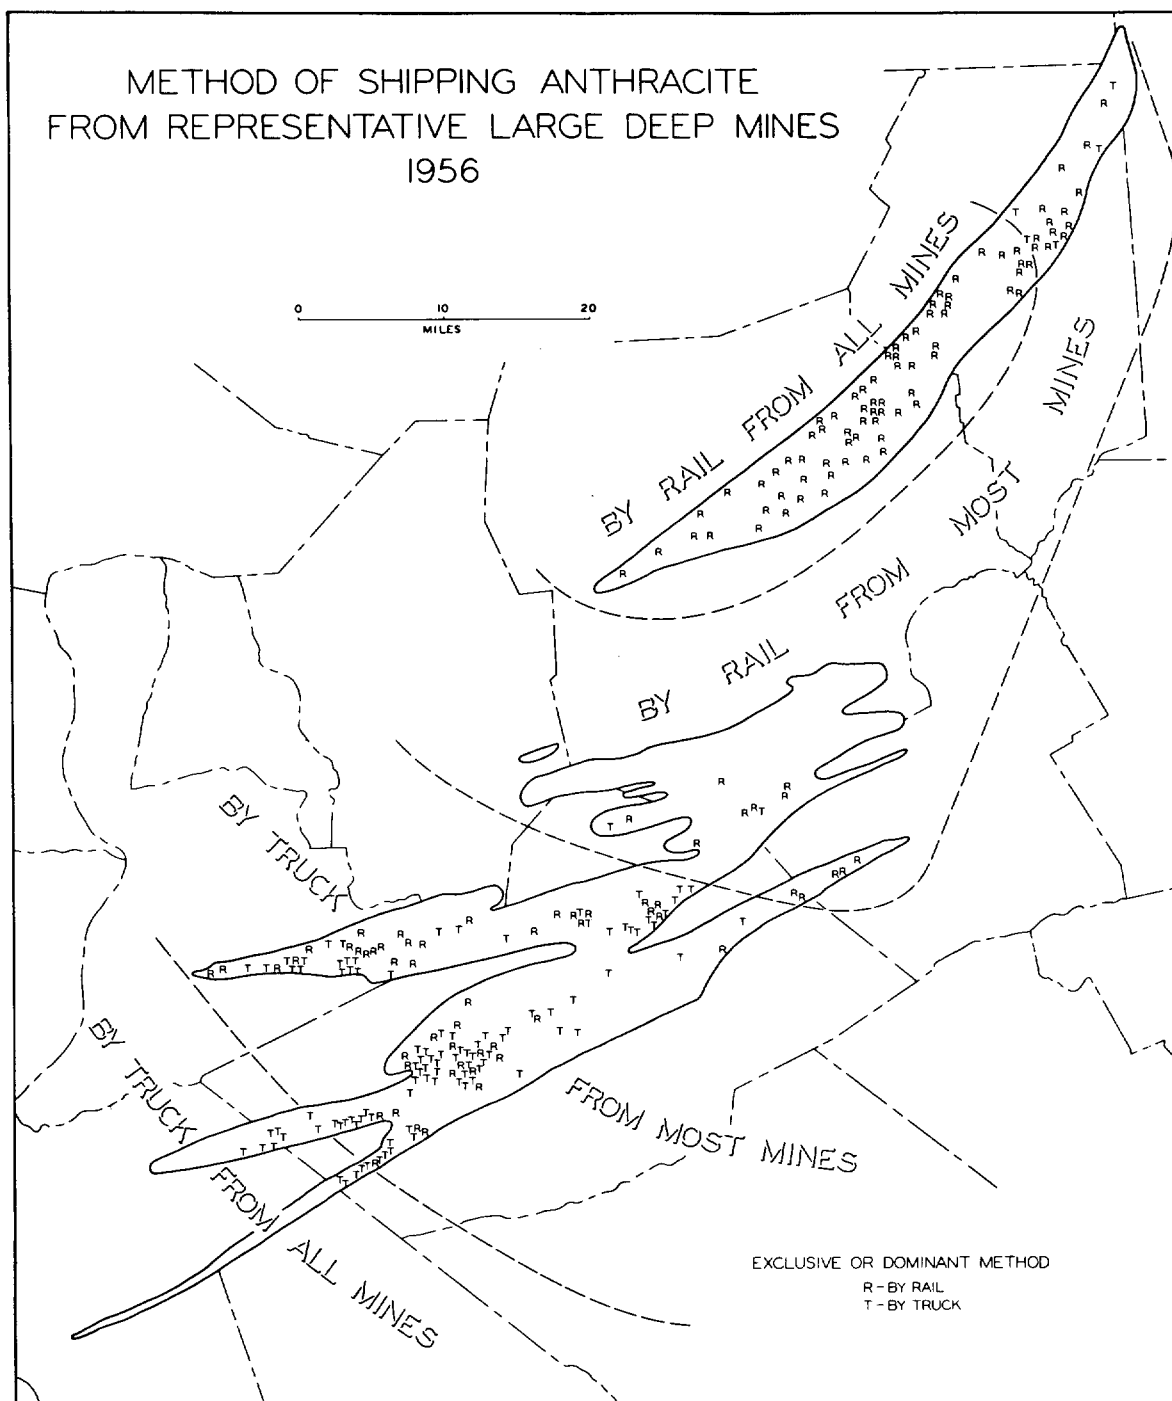 METHOD OF SHIPPING ANTHRACITE
FROM REPRESENTATIVE LARGE DEEP MINES
1956
0 10 20
MILES
BY RAIL FROM ALL MINES
BY RAIL FROM MOST MINES
BY TRUCK FROM MOST MINES
BY TRUCK FROM ALL MINES
EXCLUSIVE OR DOMINANT METHOD
R - BY RAIL
T - BY TRUCK